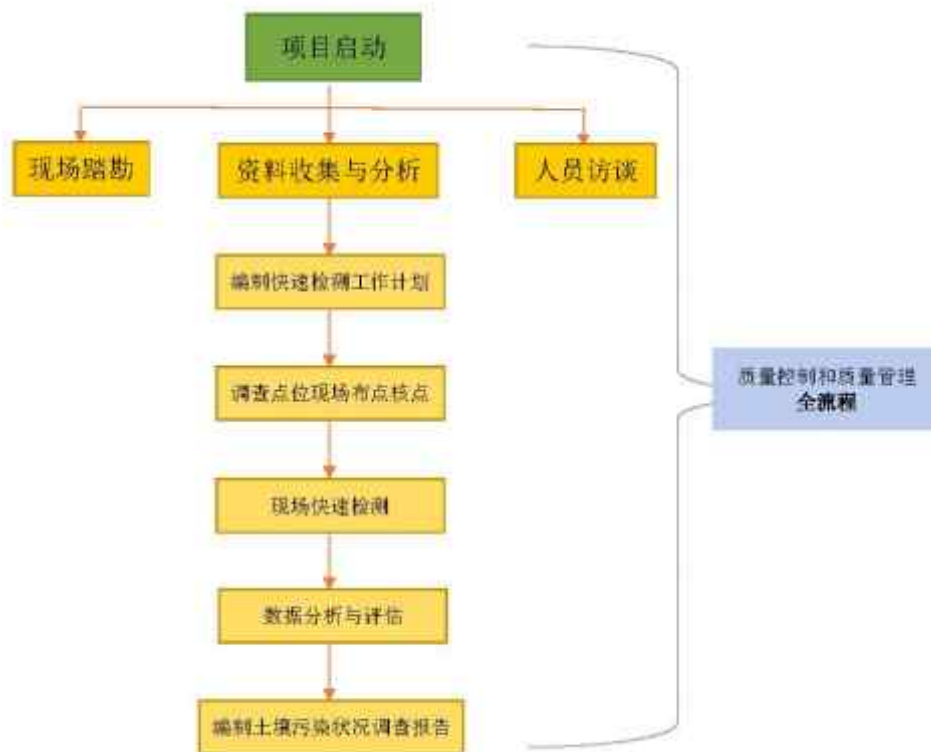 项目启动
现场踏勘
资料收集与分析
人员访谈
编制快速检测工作计划
调查点位现场布点核点
质量控制和质量管理
全流程
现场快速检测
数据分析与评估
编制土壤污染状况调查报告